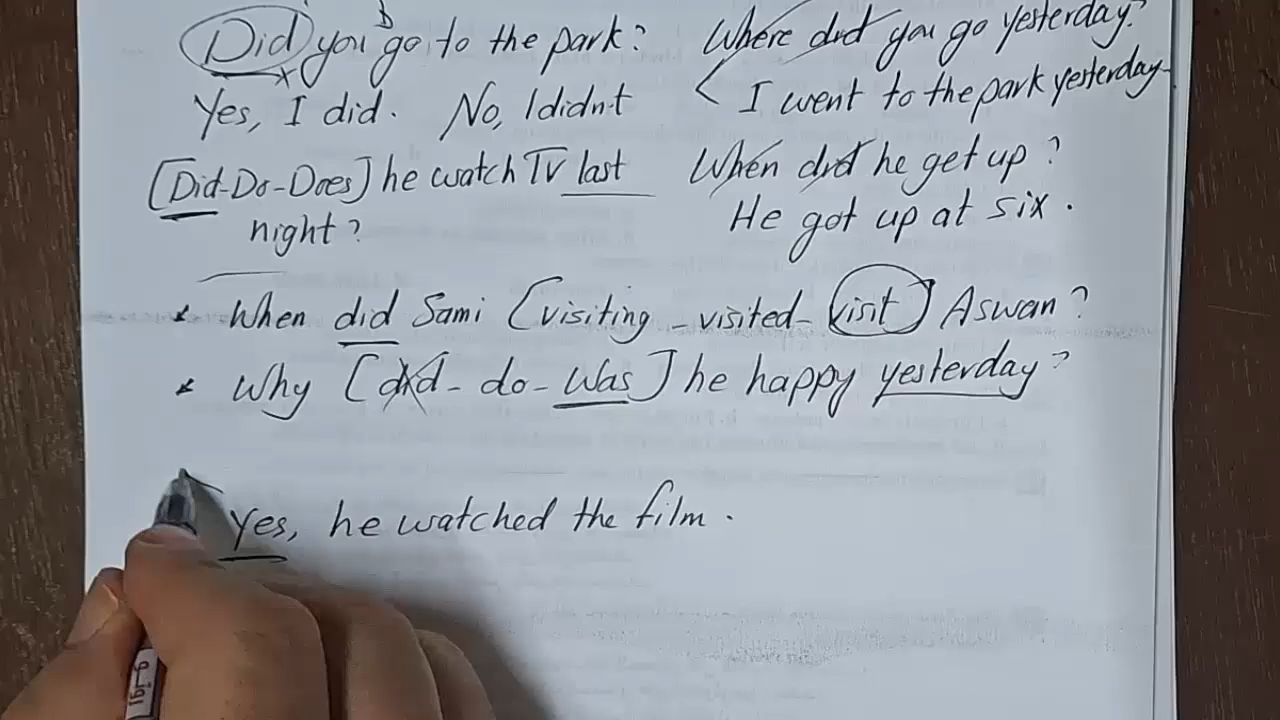 Did you go to the park?
Yes, I did. No, I didn't
[Did-Do-Does] he watch TV last
night?
Where did you go yesterday?
I went to the park yesterday.
When did he get up?
He got up at six.
* When did Sami [visiting - visited - visit] Aswan?
* Why [did - do - was] he happy yesterday?
Yes, he watched the film.